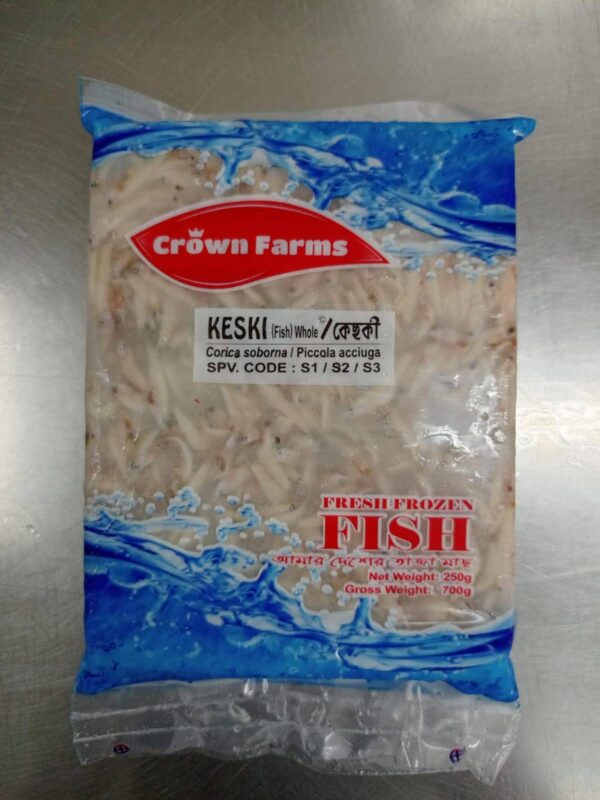 Crown Farms
KESKI (Fish) Whole / কেছকী
Corica soborna / Piccola acciuga
SPV. CODE : S1 / S2 / S3
FRESH FROZEN
FISH
আমার দেশের তাজা মাছ
Net Weight: 250g
Gross Weight: 700g